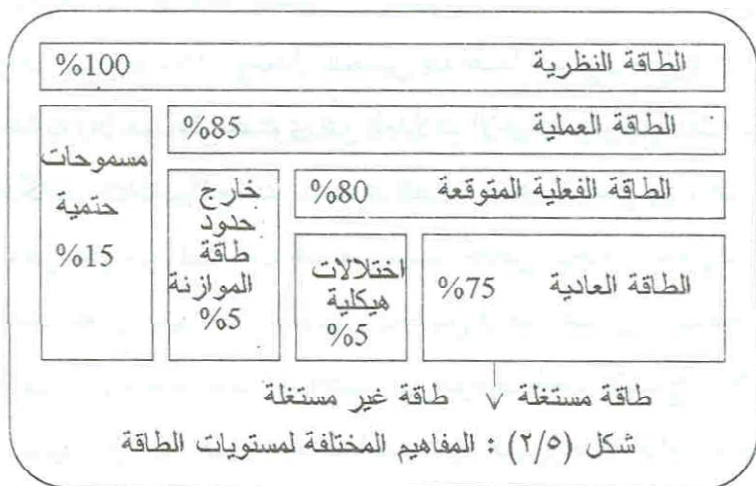 الطاقة النظرية %100
الطاقة العملية %85
مسموحات
حتمية
%15
الطاقة الفعلية المتوقعة %80
خارج
حدود
طاقة
الموازنة
%5
الطاقة العادية %75
اختلالات
هيكلية
%5
طاقة مستغلة طاقة غير مستغلة
شكل (٢/٥) : المفاهيم المختلفة لمستويات الطاقة